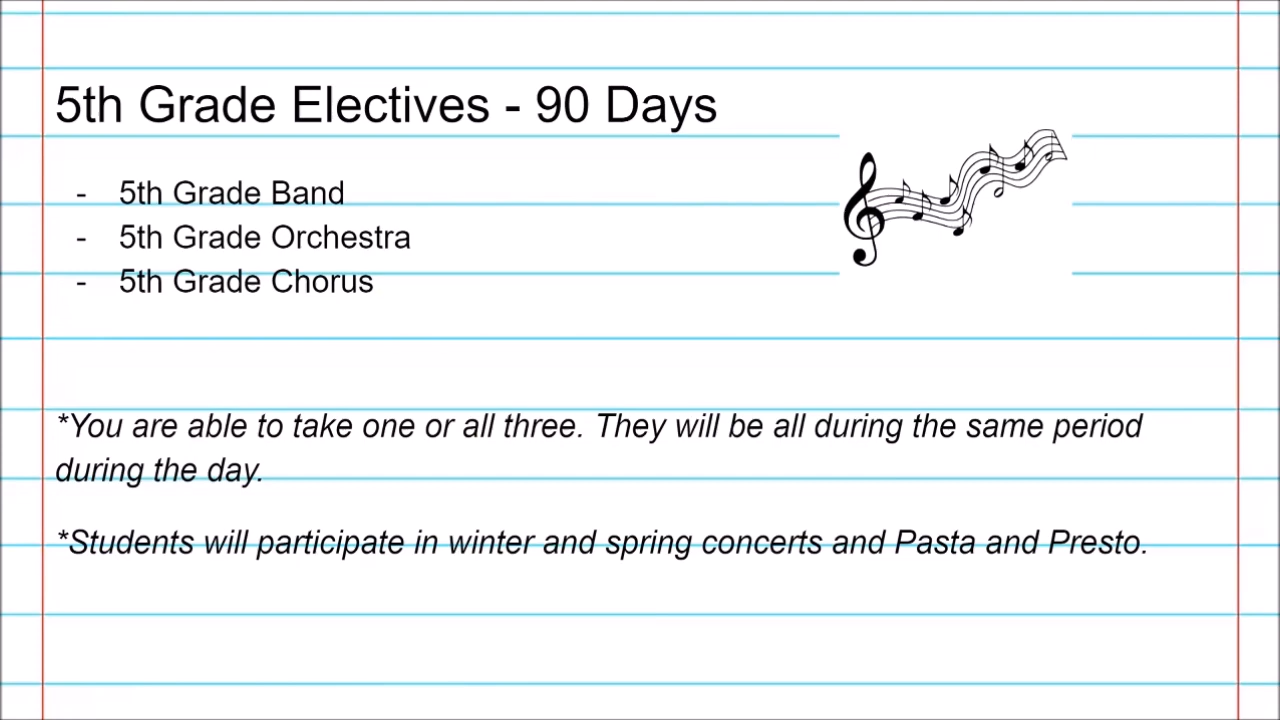 5th Grade Electives - 90 Days
- 5th Grade Band
- 5th Grade Orchestra
- 5th Grade Chorus
*You are able to take one or all three. They will be all during the same period
during the day.
*Students will participate in winter and spring concerts and Pasta and Presto.